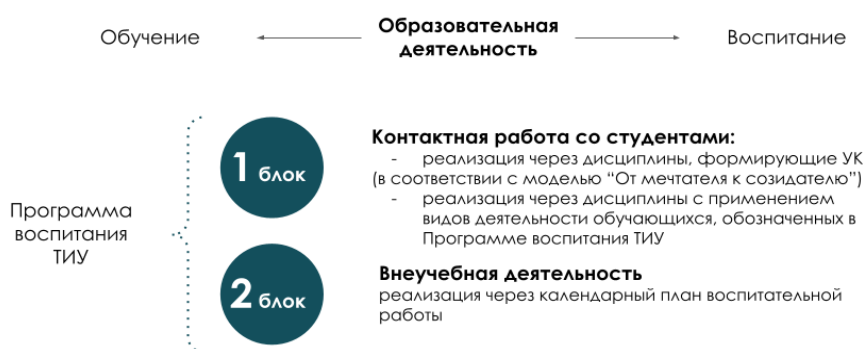 Обучение
Образовательная
деятельность
Воспитание
Программа
воспитания
ТИУ
1 блок
Контактная работа со студентами:
- реализация через дисциплины, формирующие УК
(в соответствии с моделью “От мечтателя к созидателю”)
- реализация через дисциплины с применением
видов деятельности обучающихся, обозначенных в
Программе воспитания ТИУ
2 блок
Внеучебная деятельность
реализация через календарный план воспитательной
работы